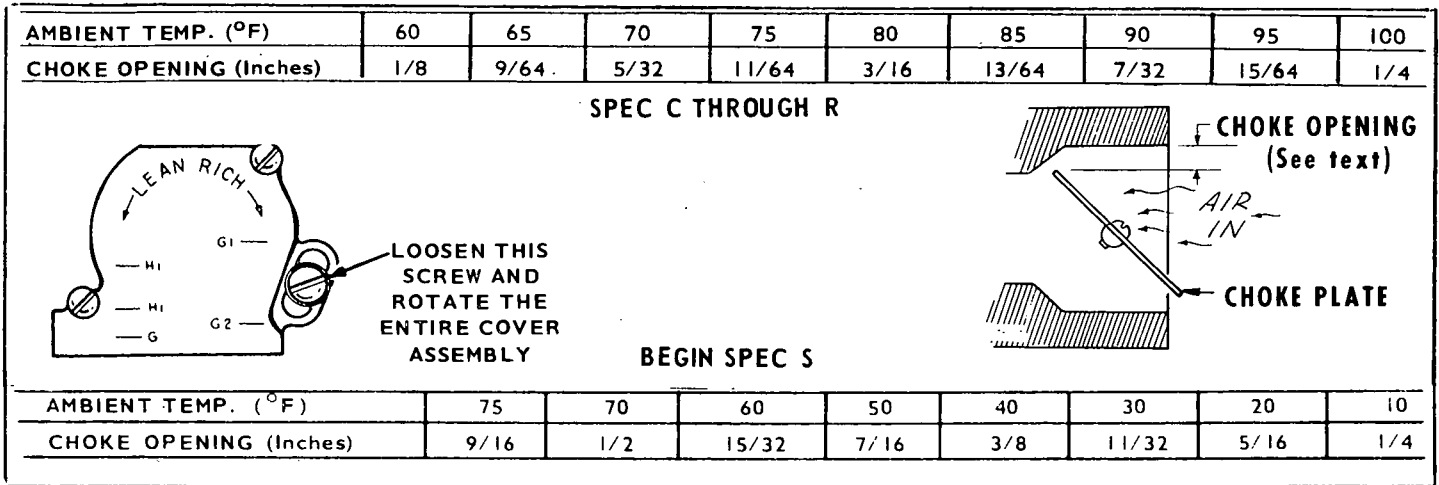 AMBIENT TEMP. (°F) 60 65 70 75 80 85 90 95 100
CHOKE OPENING (Inches) 1/8 9/64 5/32 11/64 3/16 13/64 7/32 15/64 1/4
SPEC C THROUGH R
LEAN RICH
G1
H1
H1
G2
G
LOOSEN THIS
SCREW AND
ROTATE THE
ENTIRE COVER
ASSEMBLY
CHOKE OPENING
(See text)
AIR
IN
CHOKE PLATE
BEGIN SPEC S
AMBIENT TEMP. (°F) 75 70 60 50 40 30 20 10
CHOKE OPENING (Inches) 9/16 1/2 15/32 7/16 3/8 11/32 5/16 1/4